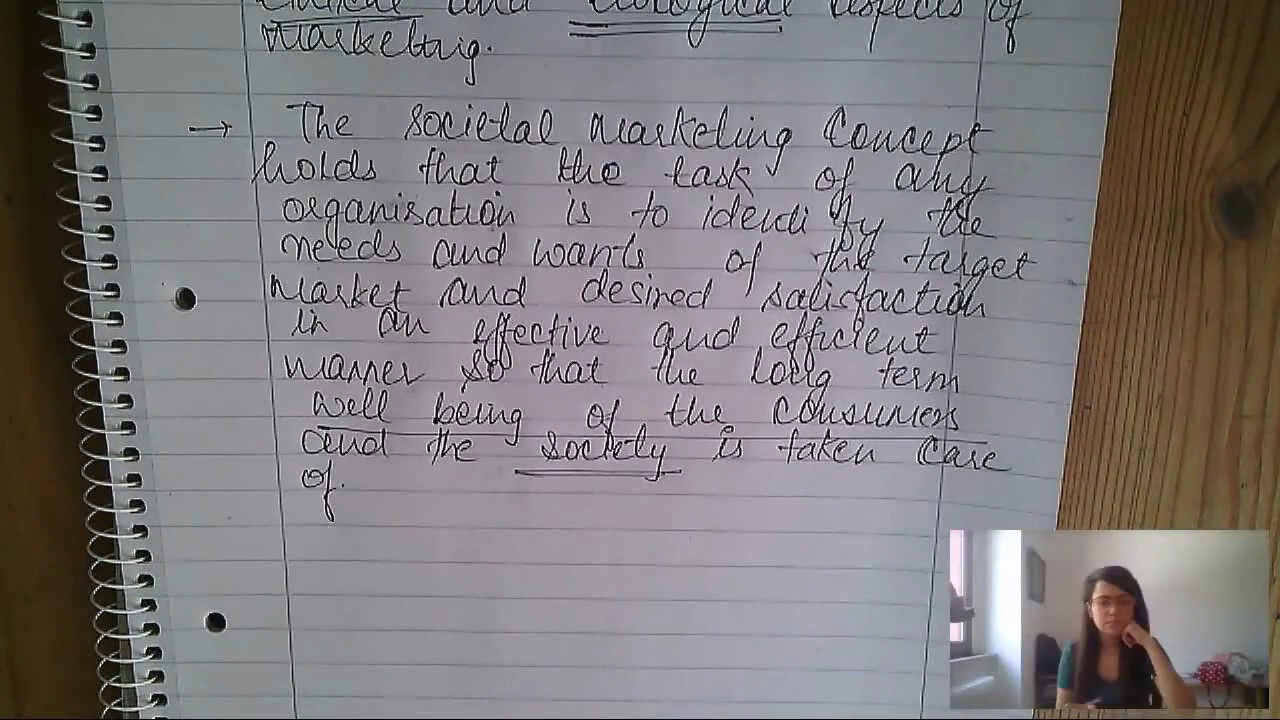 and ecological aspects of
marketing.
→ The societal marketing concept
holds that the task of any
organisation is to identify the
needs and wants of the target
market and desired satisfaction
in an effective and efficient
manner so that the long term
well being of the consumers
and the society is taken care
of.